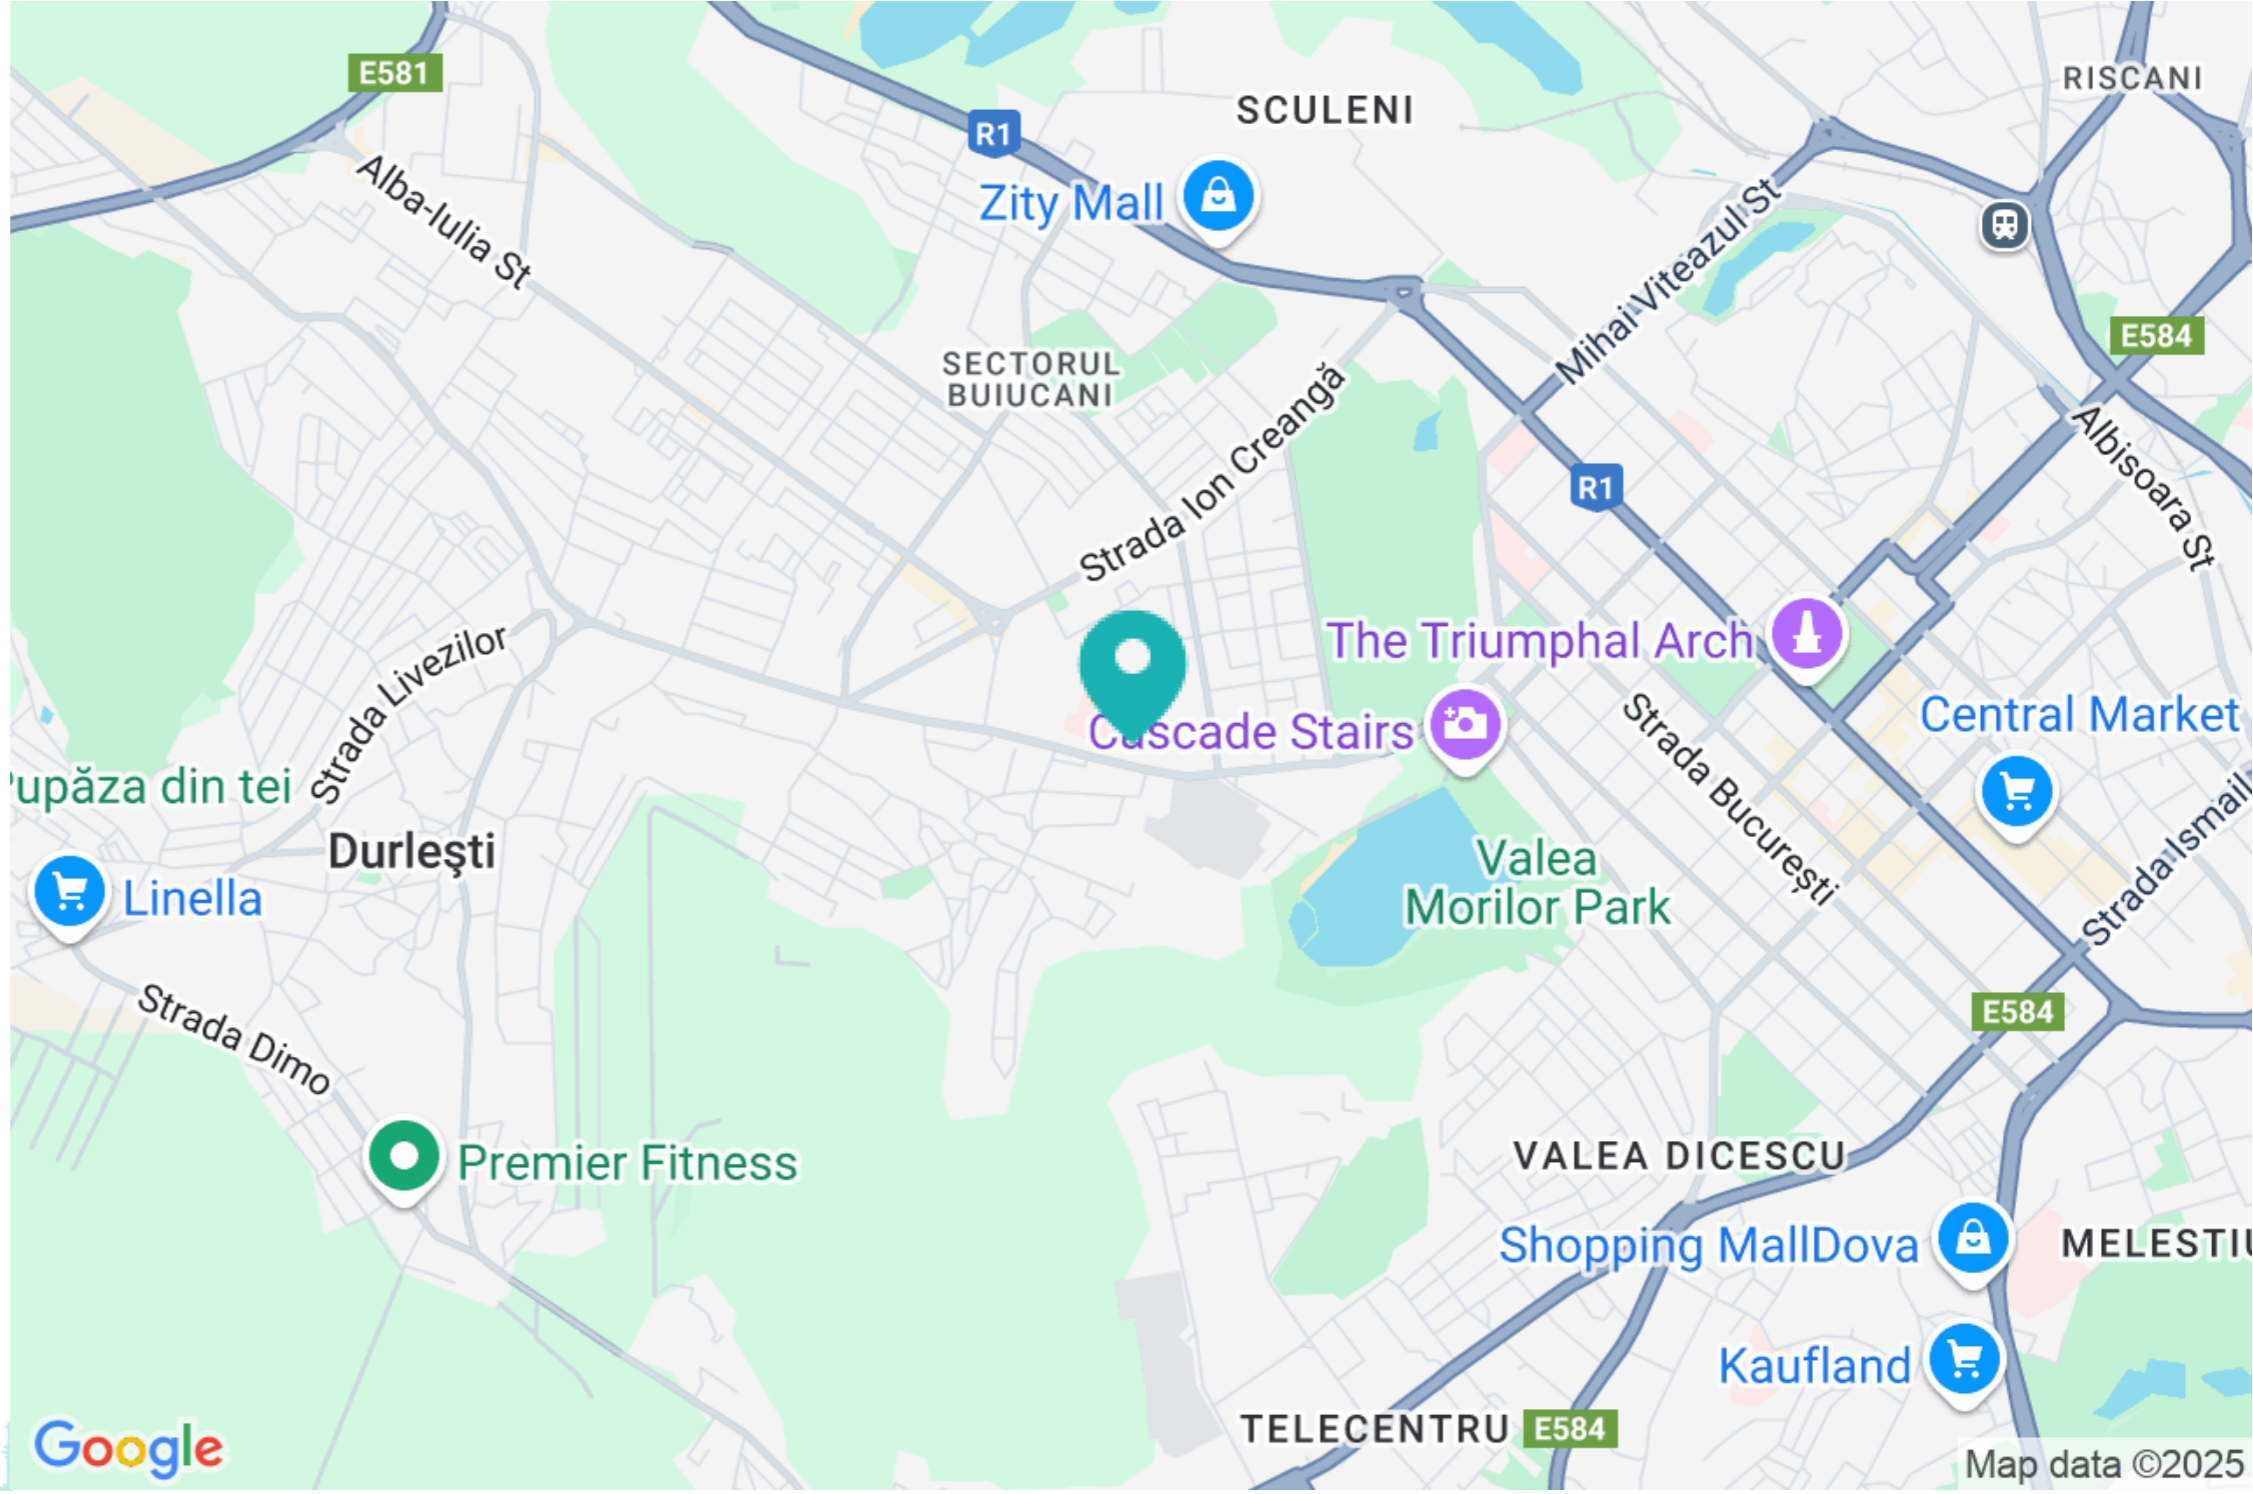 E581
RISCANI
SCULENI
R1
Zity Mall
Alba-Iulia St
Mihai Viteazul St
E584
SECTORUL
BUIUCANI
Strada Ion Creangă
Albisoara St
R1
Strada Livezilor
The Triumphal Arch
Cascade Stairs
Central Market
Strada București
Pupăza din tei
Strada Ismail
Durleşti
Linella
Valea
Morilor Park
Strada Dimo
E584
Premier Fitness
VALEA DICESCU
Shopping MallDova
MELESTIU
Kaufland
TELECENTRU
E584
Google
Map data ©2025